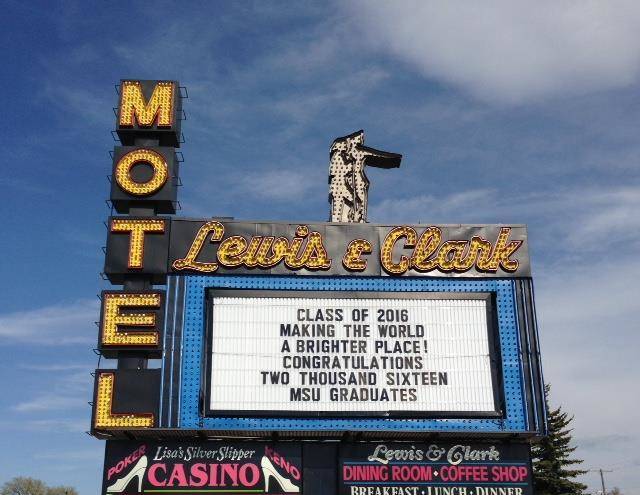 MOTEL
Lewis & Clark
CLASS OF 2016
MAKING THE WORLD
A BRIGHTER PLACE!
CONGRATULATIONS
TWO THOUSAND SIXTEEN
MSU GRADUATES
Lisa's Silver Slipper
POKER CASINO KENO
Lewis & Clark
DINING ROOM • COFFEE SHOP
BREAKFAST • LUNCH • DINNER